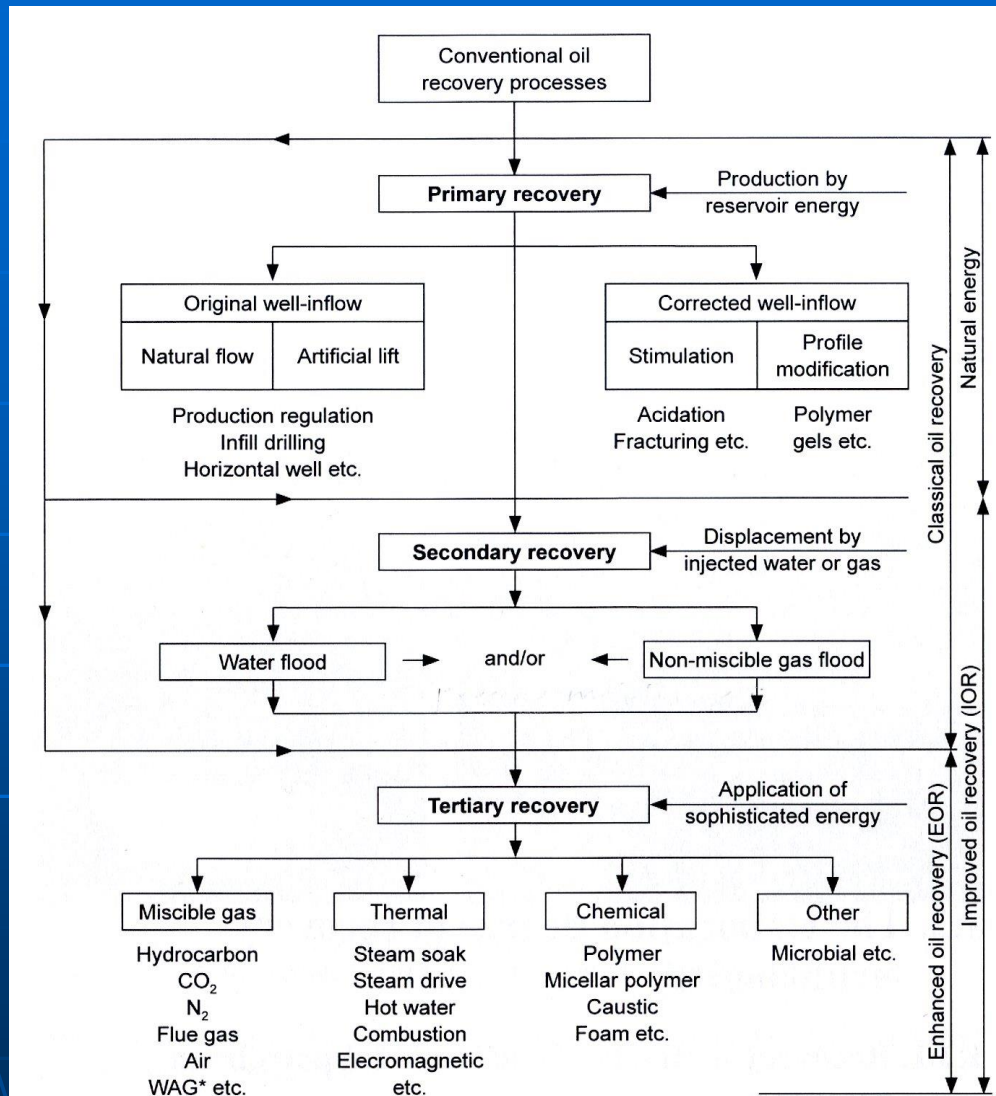 Conventional oil
recovery processes
Primary recovery
Production by
reservoir energy
Original well-inflow
Natural flow
Artificial lift
Production regulation
Infill drilling
Horizontal well etc.
Corrected well-inflow
Stimulation
Profile
modification
Acidation
Fracturing etc.
Polymer
gels etc.
Natural energy
Classical oil recovery
Secondary recovery
Displacement by
injected water or gas
Water flood
and/or
Non-miscible gas flood
Improved oil recovery (IOR)
Tertiary recovery
Application of
sophisticated energy
Enhanced oil recovery (EOR)
Miscible gas
Hydrocarbon
CO₂
N₂
Flue gas
Air
WAG* etc.
Thermal
Steam soak
Steam drive
Hot water
Combustion
Elecromagnetic
etc.
Chemical
Polymer
Micellar polymer
Caustic
Foam etc.
Other
Microbial etc.